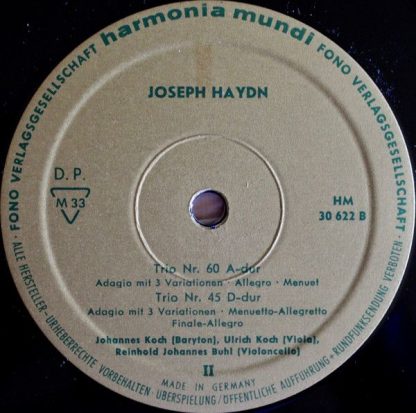 harmonia mundi
FONO VERLAGSGESELLSCHAFT
FONO VERLAGSGESELLSCHAFT
JOSEPH HAYDN
D. P.
M 33
HM
30 622 B
Trio Nr. 60 A-dur
Adagio mit 3 Variationen · Allegro · Menuet
Trio Nr. 45 D-dur
Adagio mit 3 Variationen · Menuetto-Allegretto
Finale-Allegro
Johannes Koch (Baryton), Ulrich Koch (Viola),
Reinhold Johannes Buhl (Violoncello)
II
MADE IN GERMANY
· ALLE HERSTELLER-URHEBERRECHTE VORBEHALTEN · ÜBERSPIELUNG/ÖFFENTLICHE AUFFÜHRUNG+RUNDFUNKSENDUNG VERBOTEN ·